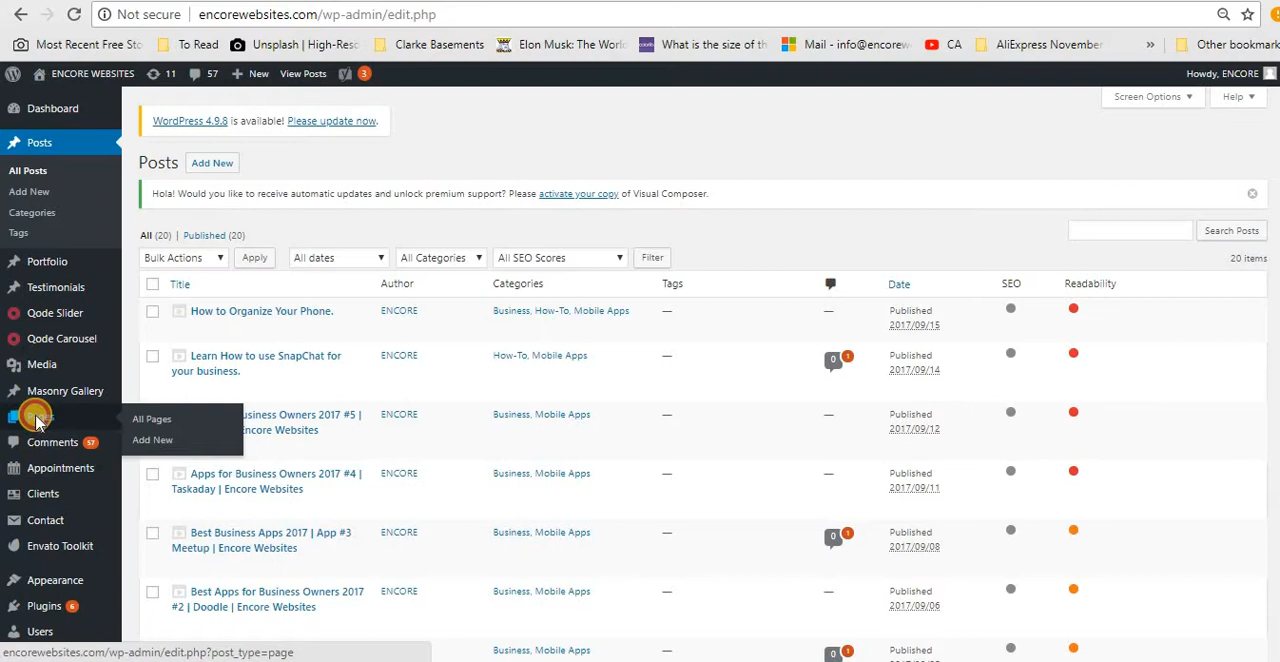 Not secure | encorewebsites.com/wp-admin/edit.php
Most Recent Free Sto To Read Unsplash | High-Reso Clarke Basements Elon Musk: The Worl What is the size of th Mail - info@encorew CA AliExpress November » Other bookmark
ENCORE WEBSITES 11 57 New View Posts 3 Howdy, ENCORE
Dashboard
Screen Options ▼ Help ▼
WordPress 4.9.8 is available! Please update now.
Posts
Posts Add New
All Posts
Add New
Categories
Tags
Hola! Would you like to receive automatic updates and unlock premium support? Please activate your copy of Visual Composer.
All (20) | Published (20)
Search Posts
Bulk Actions ▼ Apply All dates ▼ All Categories ▼ All SEO Scores ▼ Filter 20 items
Title Author Categories Tags Date SEO Readability
Portfolio
Testimonials
Qode Slider
Qode Carousel
Media
Masonry Gallery
All Pages
Add New
Comments 57
Appointments
Clients
Contact
Envato Toolkit
Appearance
Plugins 6
Users
How to Organize Your Phone. ENCORE Business, How-To, Mobile Apps — — Published
2017/09/15
Learn How to use SnapChat for ENCORE How-To, Mobile Apps — 0 1 Published
your business. 2017/09/14
usiness Owners 2017 #5 | ENCORE Business, Mobile Apps — — Published
Encore Websites 2017/09/12
Apps for Business Owners 2017 #4 | ENCORE Business, Mobile Apps — — Published
Taskaday | Encore Websites 2017/09/11
Best Business Apps 2017 | App #3 ENCORE Business, Mobile Apps — 0 1 Published
Meetup | Encore Websites 2017/09/08
Best Apps for Business Owners 2017 ENCORE Business, Mobile Apps — — Published
#2 | Doodle | Encore Websites 2017/09/06
ENCORE Business, Mobile Apps — 0 1 Published
encorewebsites.com/wp-admin/edit.php?post_type=page